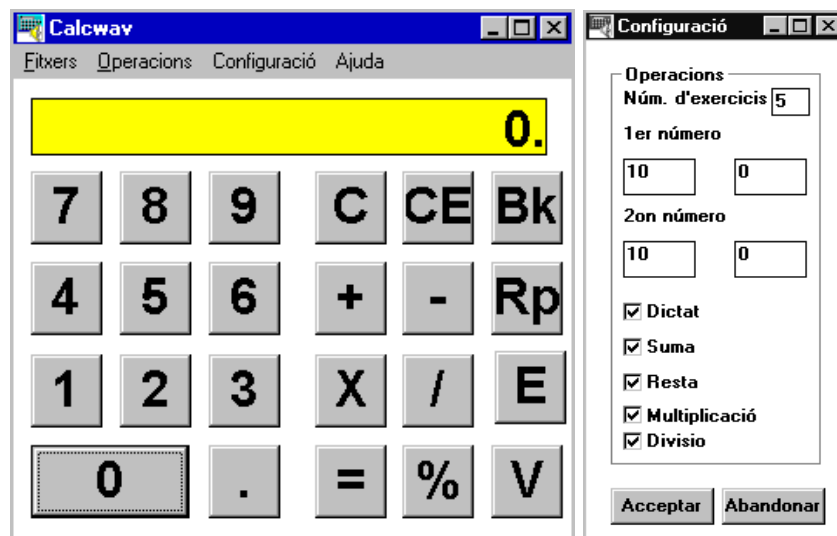 Calcwav
Fitxers Operacions Configuració Ajuda
0.
7 8 9 C CE Bk
4 5 6 + - Rp
1 2 3 X / E
0 . = % V
Configuració
Operacions
Núm. d'exercicis 5
1er número
10 0
2on número
10 0
Dictat
Suma
Resta
Multiplicació
Divisio
Acceptar Abandonar